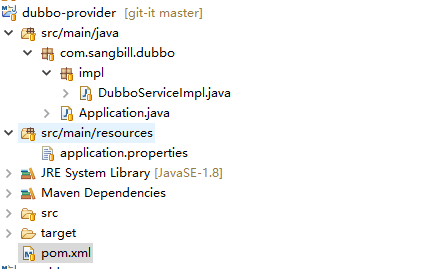 dubbo-provider [git-it master]
src/main/java
com.sangbill.dubbo
impl
DubboServiceImpl.java
Application.java
src/main/resources
application.properties
JRE System Library [JavaSE-1.8]
Maven Dependencies
src
target
pom.xml